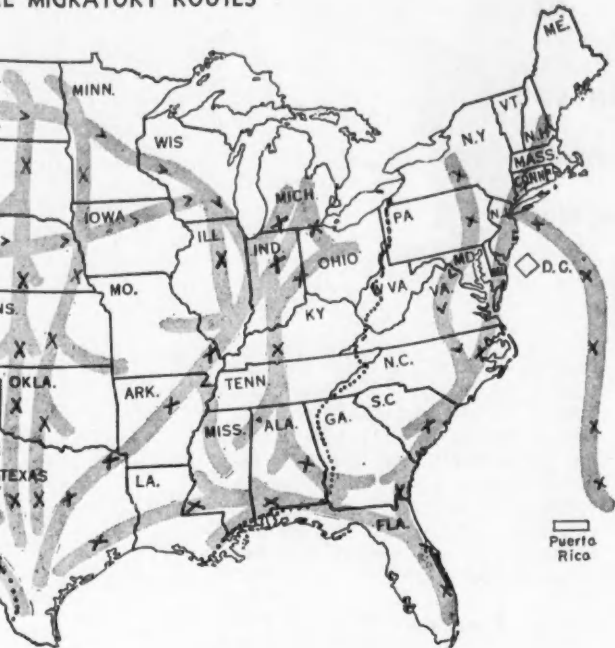 MIGRATORY ROUTES
ME.
MINN.
VT.
N.H.
WIS
N.Y
MASS.
CONN.
MICH.
IOWA
PA
N.
ILL
IND.
OHIO
MD.
D.C.
MO.
W VA
VA.
NS.
KY
N.C.
OKLA.
ARK.
TENN.
S.C
MISS.
ALA.
GA.
TEXAS
LA.
FLA.
Puerto
Rico